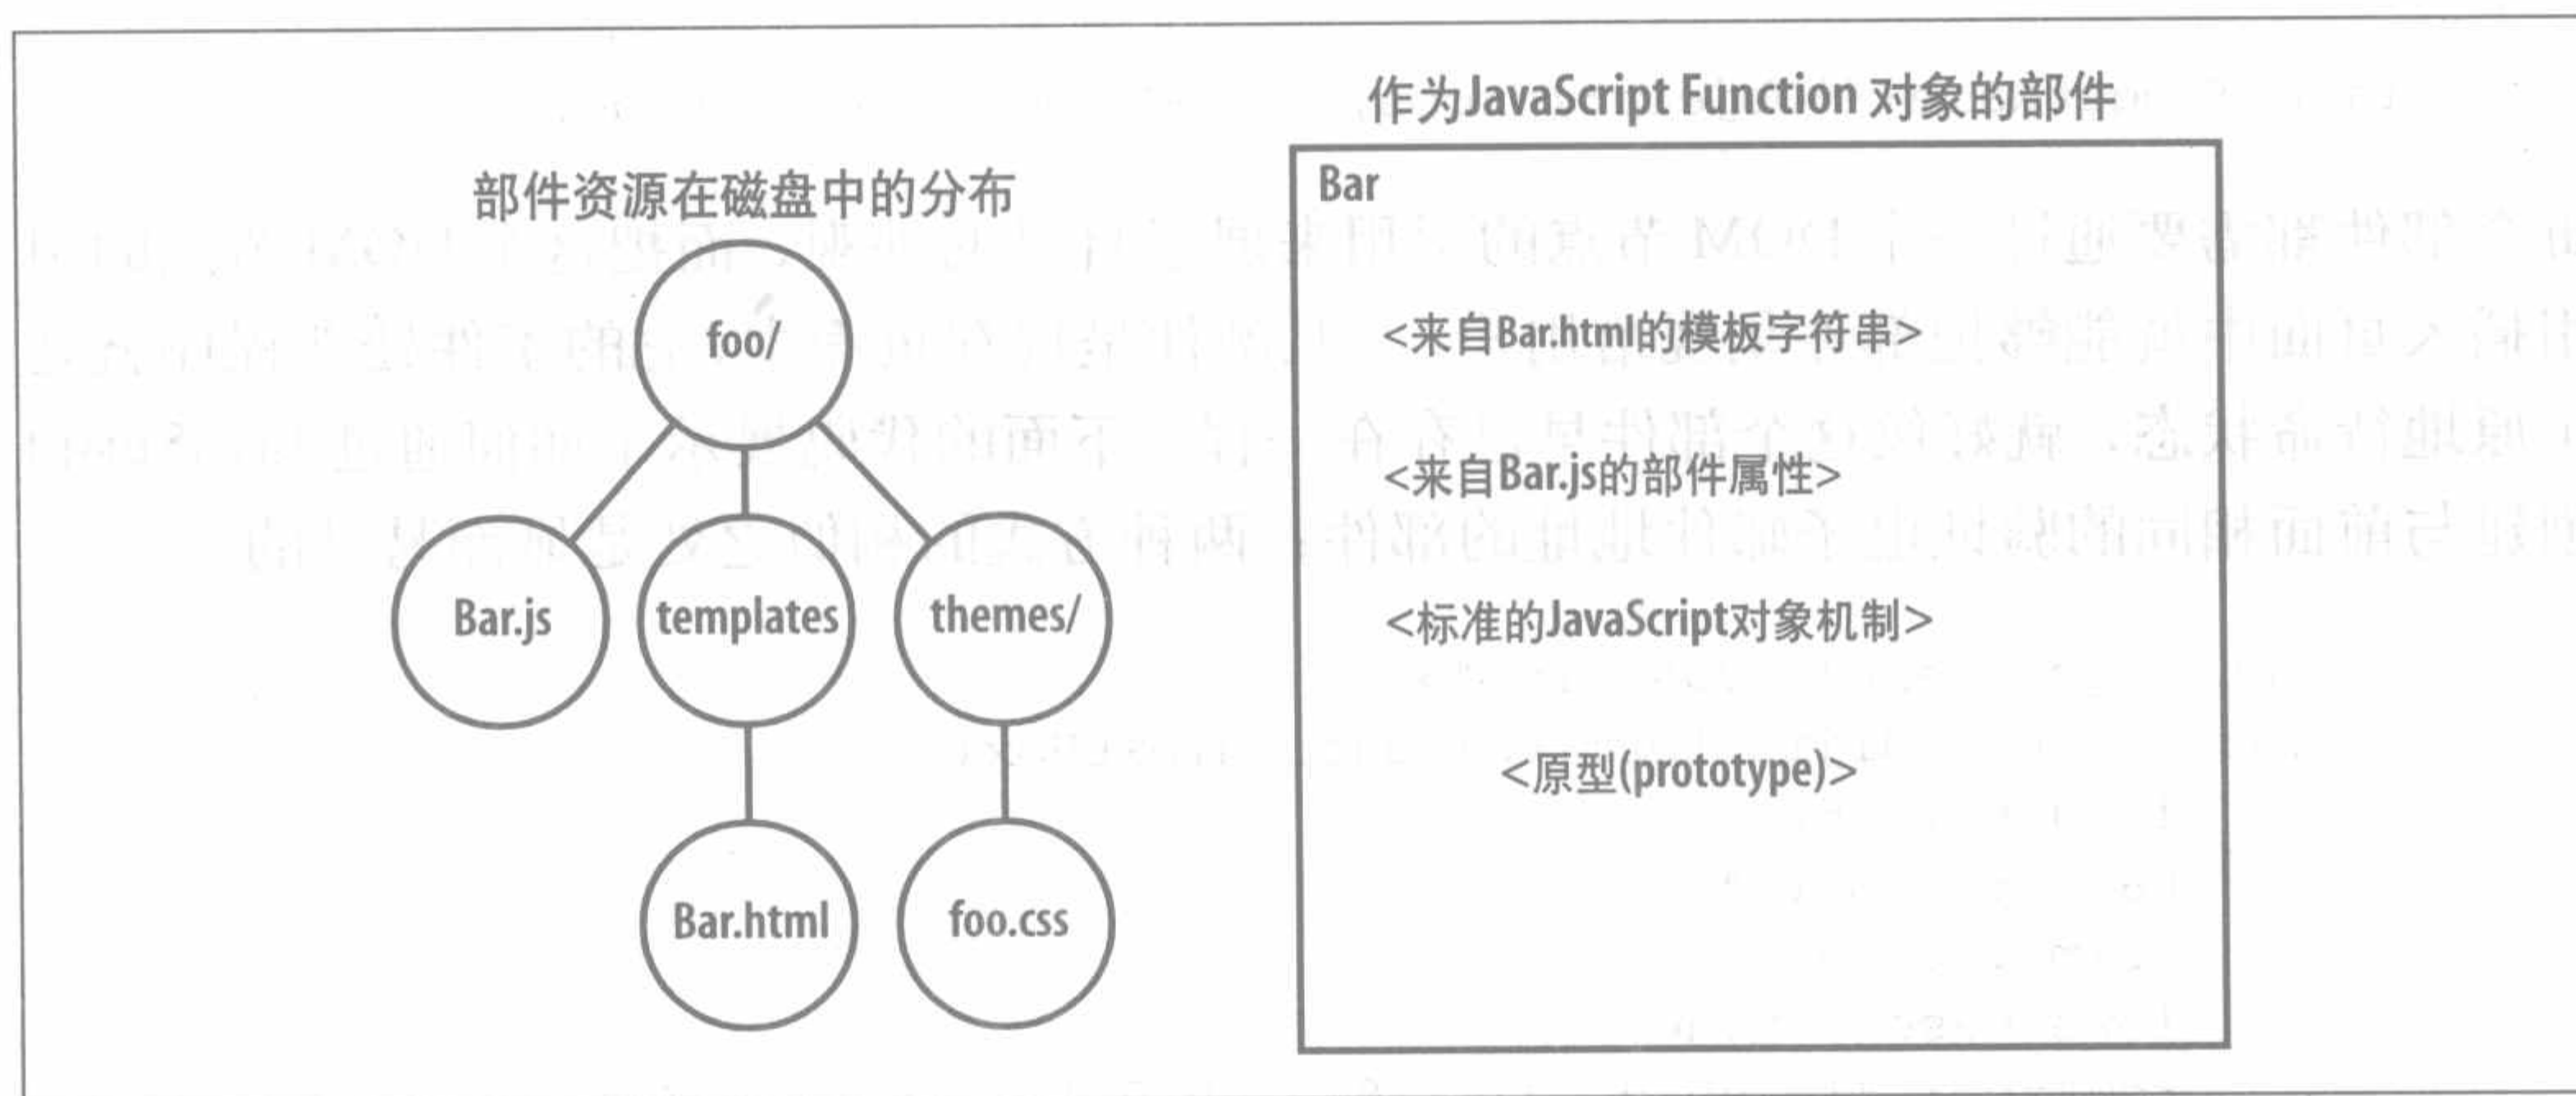 部件资源在磁盘中的分布
foo/
Bar.js
templates
themes/
Bar.html
foo.css
作为JavaScript Function 对象的部件
Bar
<来自Bar.html的模板字符串>
<来自Bar.js的部件属性>
<标准的JavaScript对象机制>
<原型(prototype)>